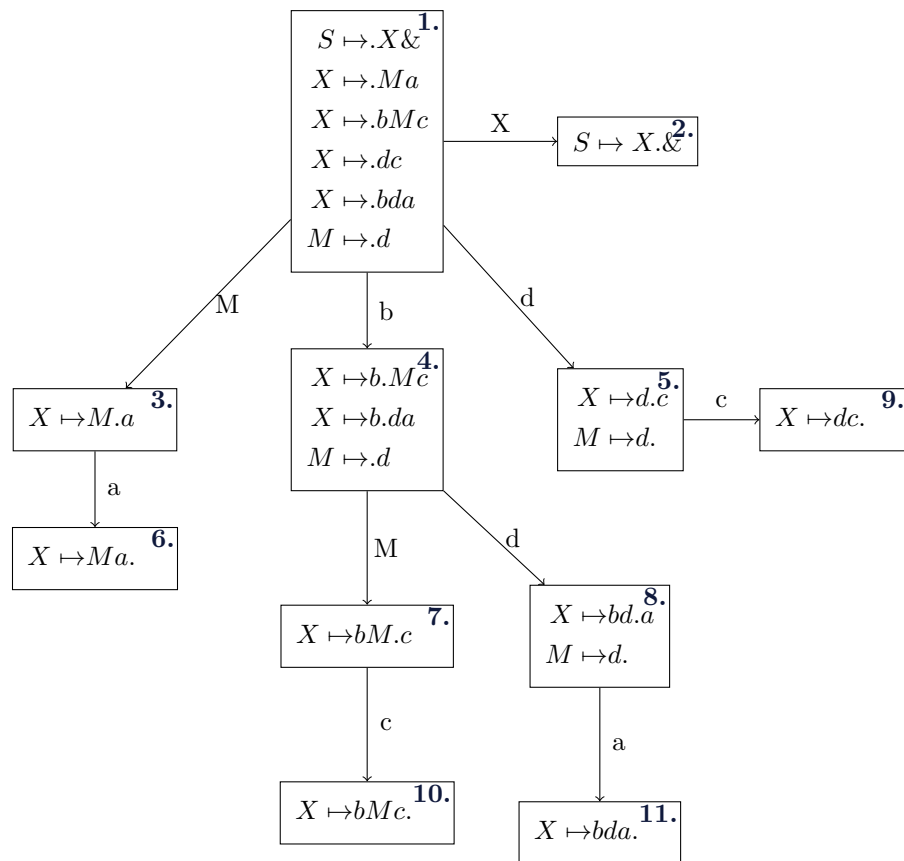 1.
S ↦.X&
X ↦.Ma
X ↦.bMc
X ↦.dc
X ↦.bda
M ↦.d
X
2.
S ↦ X.&
M
b
d
3.
X ↦M.a
4.
X ↦b.Mc
X ↦b.da
M ↦.d
5.
X ↦d.c
M ↦d.
c
9.
X ↦dc.
a
6.
X ↦Ma.
M
d
7.
X ↦bM.c
8.
X ↦bd.a
M ↦d.
c
a
10.
X ↦bMc.
11.
X ↦bda.